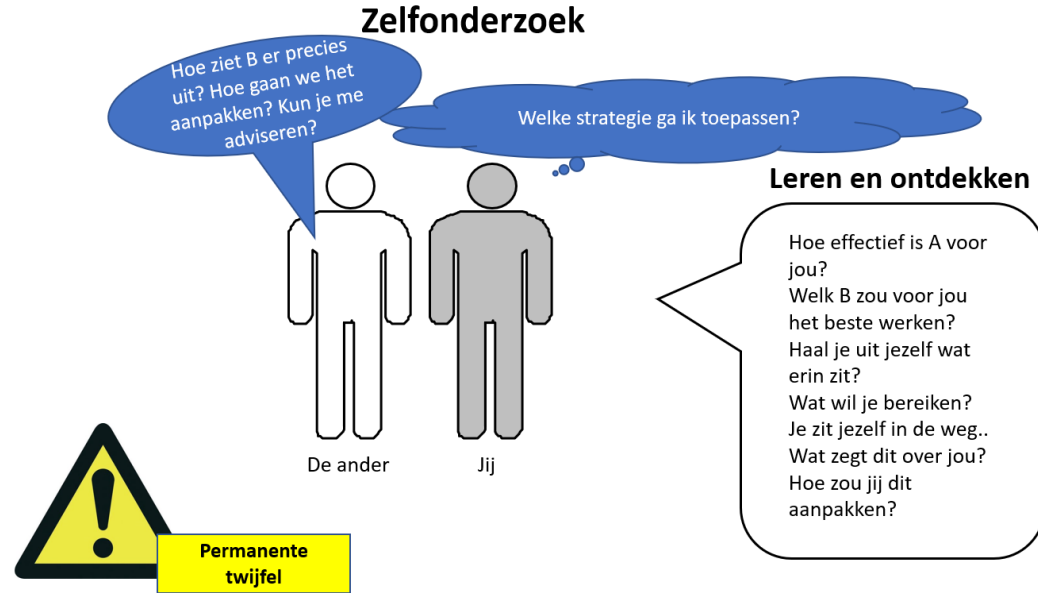 Zelfonderzoek
Hoe ziet B er precies
uit? Hoe gaan we het
aanpakken? Kun je me
adviseren?
Welke strategie ga ik toepassen?
Leren en ontdekken
Hoe effectief is A voor
jou?
Welk B zou voor jou
het beste werken?
Haal je uit jezelf wat
erin zit?
Wat wil je bereiken?
Je zit jezelf in de weg..
Wat zegt dit over jou?
Hoe zou jij dit
aanpakken?
De ander
Jij
Permanente
twijfel